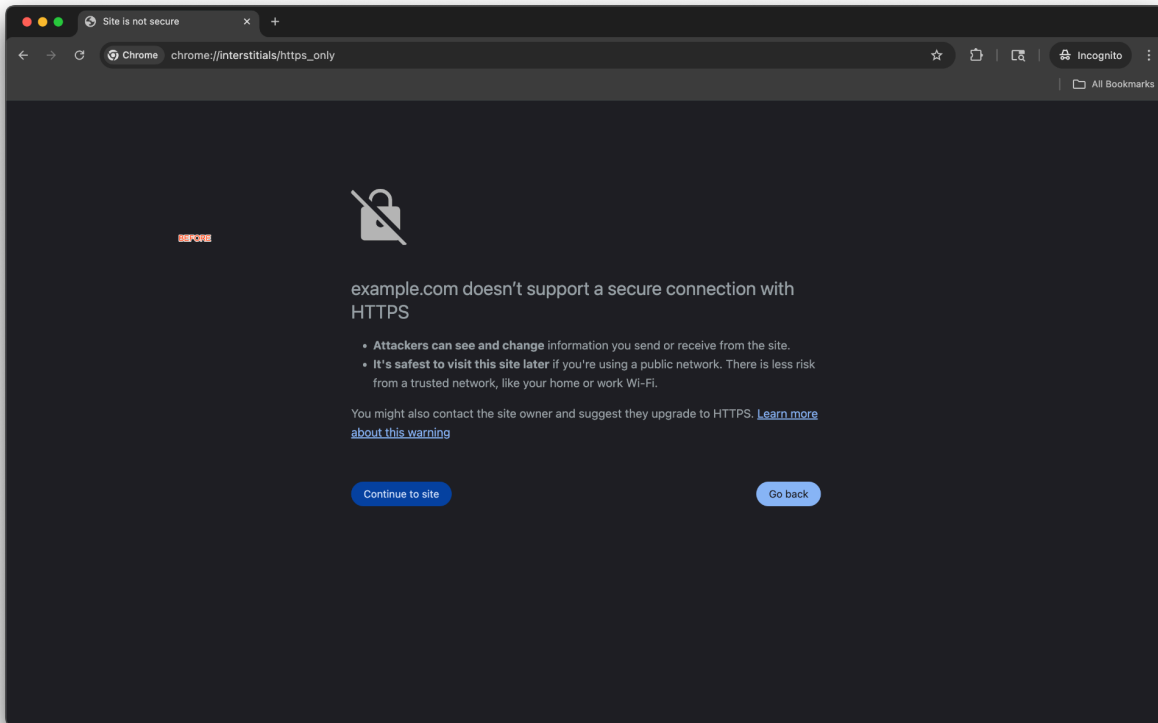 Site is not secure
Chrome chrome://interstitials/https_only
Incognito
All Bookmarks
BEFORE
example.com doesn’t support a secure connection with
HTTPS
• Attackers can see and change information you send or receive from the site.
• It's safest to visit this site later if you're using a public network. There is less risk
from a trusted network, like your home or work Wi-Fi.
You might also contact the site owner and suggest they upgrade to HTTPS. Learn more
about this warning
Continue to site
Go back